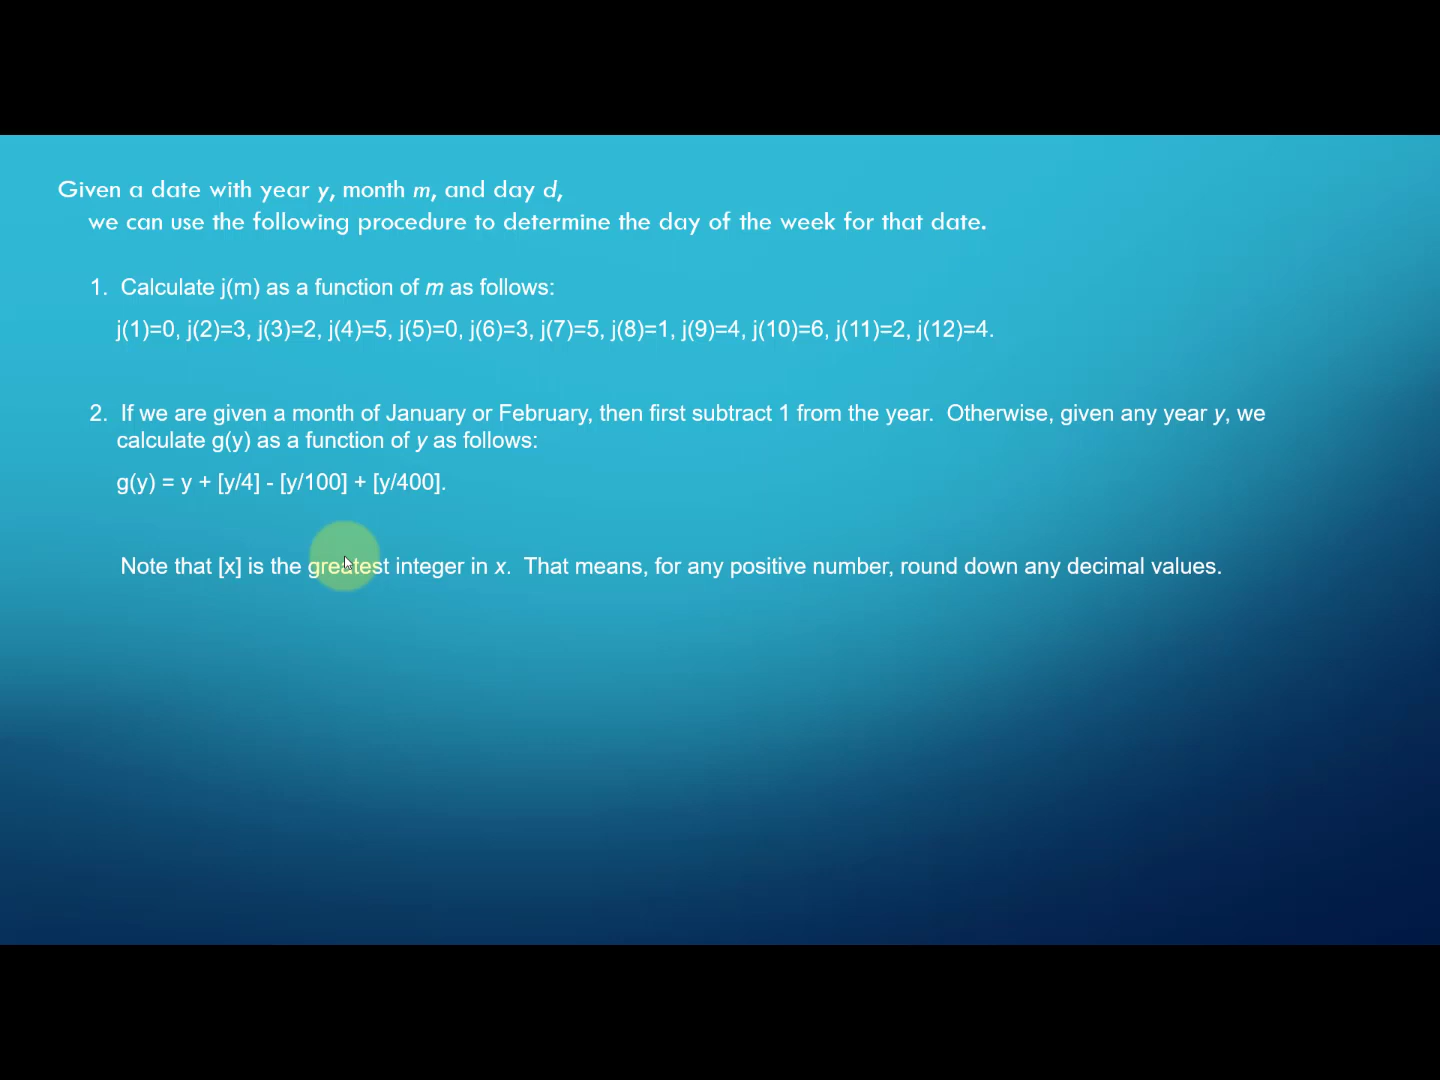 Given a date with year y, month m, and day d,
we can use the following procedure to determine the day of the week for that date.
1. Calculate j(m) as a function of m as follows:
j(1)=0, j(2)=3, j(3)=2, j(4)=5, j(5)=0, j(6)=3, j(7)=5, j(8)=1, j(9)=4, j(10)=6, j(11)=2, j(12)=4.
2. If we are given a month of January or February, then first subtract 1 from the year. Otherwise, given any year y, we
calculate g(y) as a function of y as follows:
g(y) = y + [y/4] - [y/100] + [y/400].
Note that [x] is the greatest integer in x. That means, for any positive number, round down any decimal values.